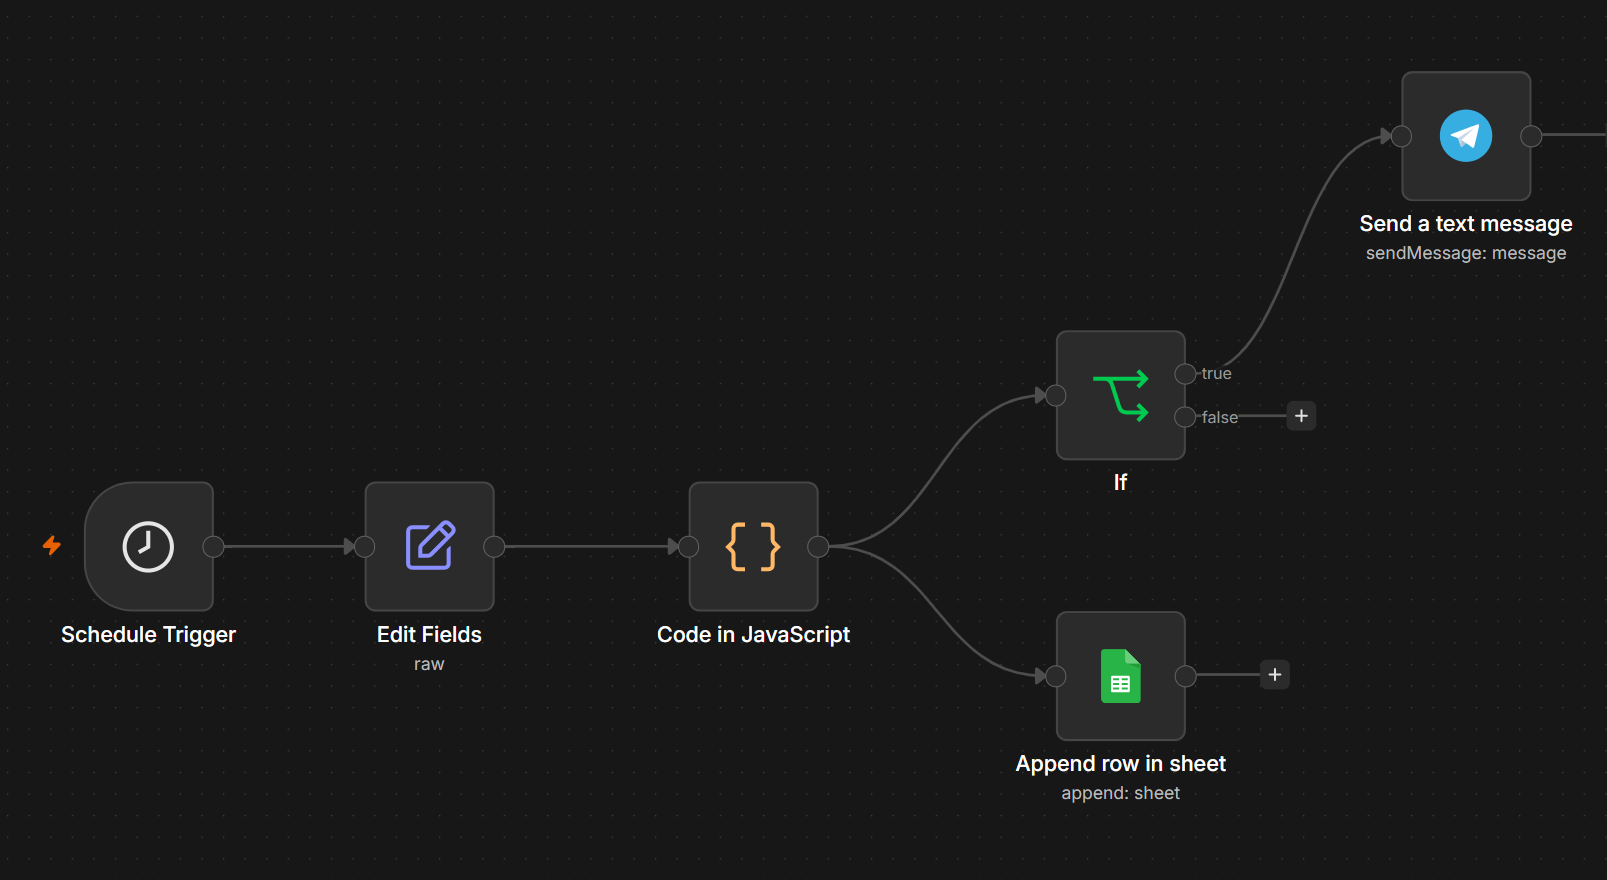 Send a text message
sendMessage: message
true
false
If
Schedule Trigger
Edit Fields
raw
Code in JavaScript
Append row in sheet
append: sheet